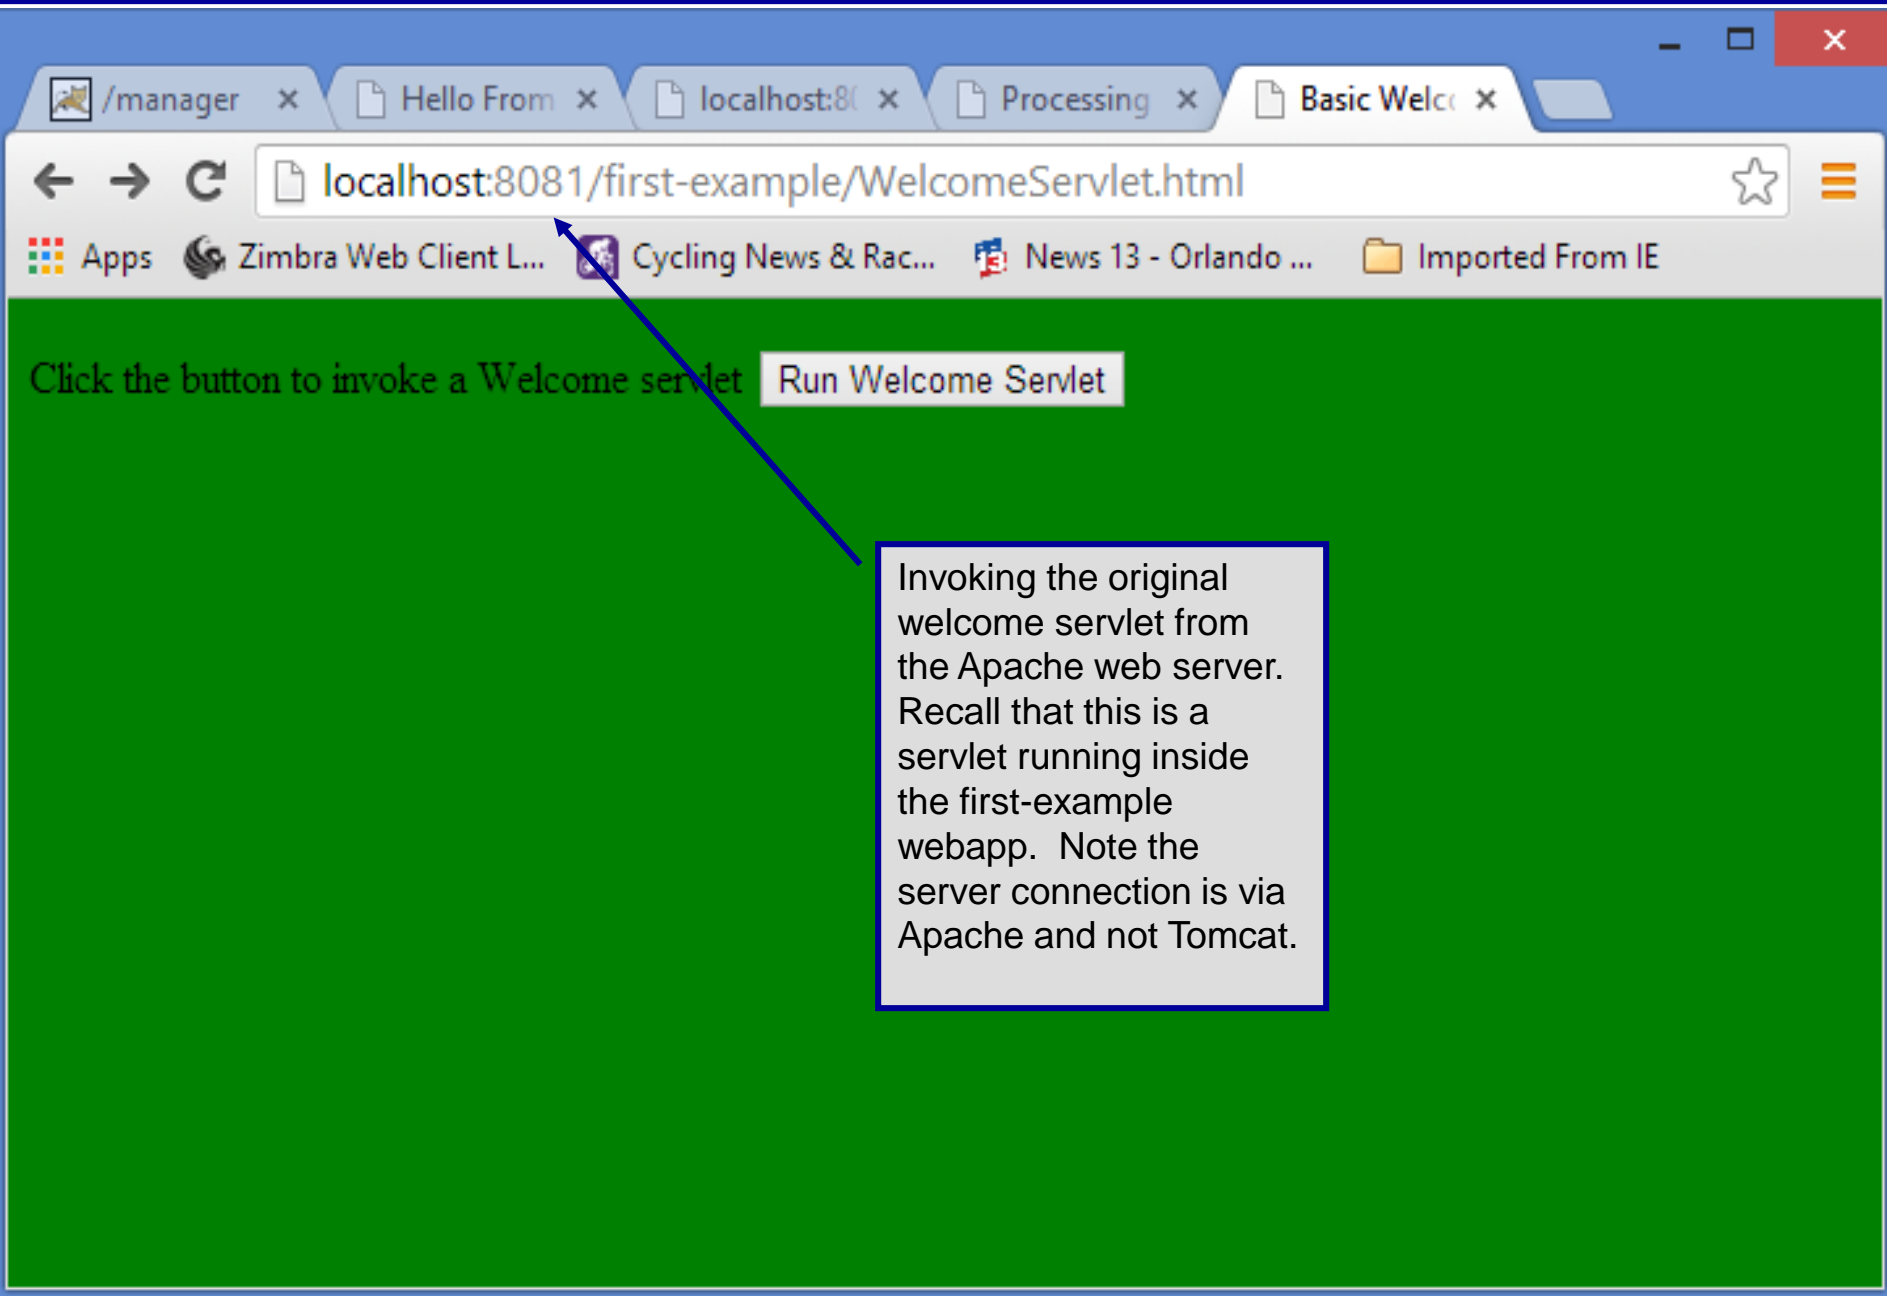 /manager
Hello From
localhost:80
Processing
Basic Welco
localhost:8081/first-example/WelcomeServlet.html
Apps Zimbra Web Client L... Cycling News & Rac... News 13 - Orlando ... Imported From IE
Click the button to invoke a Welcome servlet Run Welcome Servlet
Invoking the original
welcome servlet from
the Apache web server.
Recall that this is a
servlet running inside
the first-example
webapp. Note the
server connection is via
Apache and not Tomcat.